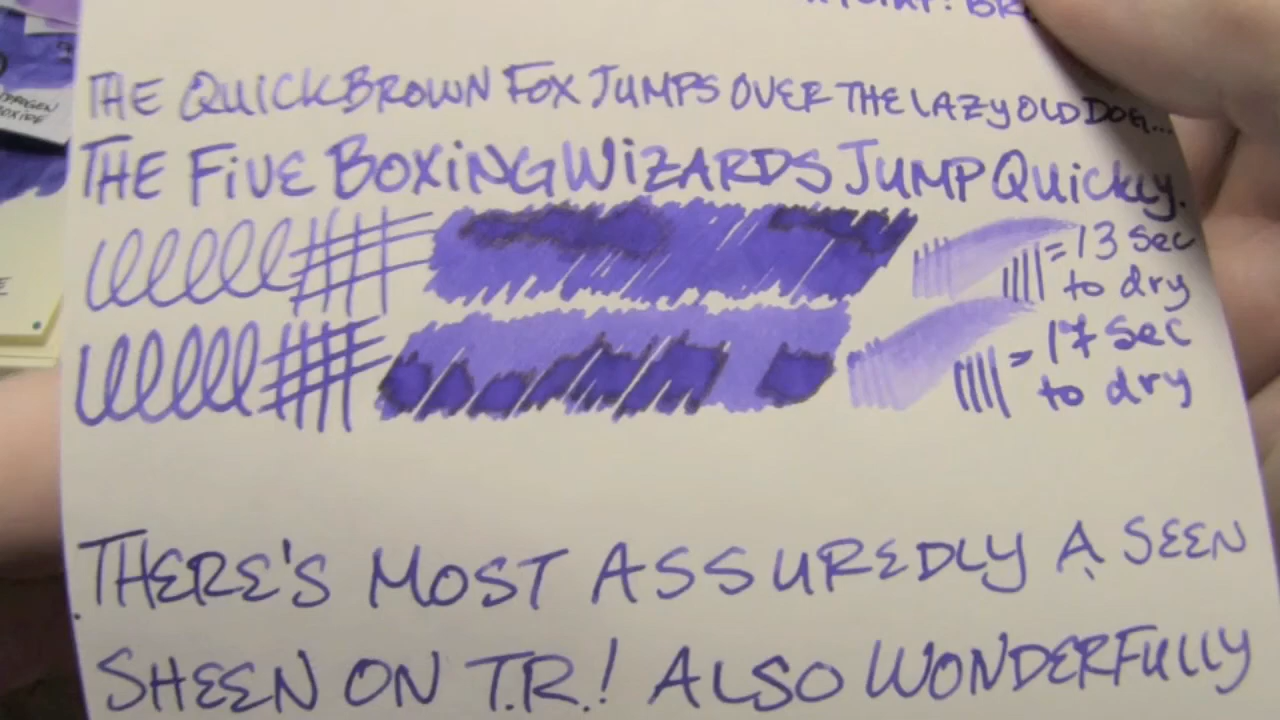 THE QUICK BROWN FOX JUMPS OVER THE LAZY OLD DOG...
THE FIVE BOXING WIZARDS JUMP QUICKLY.
= 13 sec
to dry
= 17 sec
to dry
THERE'S MOST ASSUREDLY A SEEN
SHEEN ON T.R.! ALSO WONDERFULLY